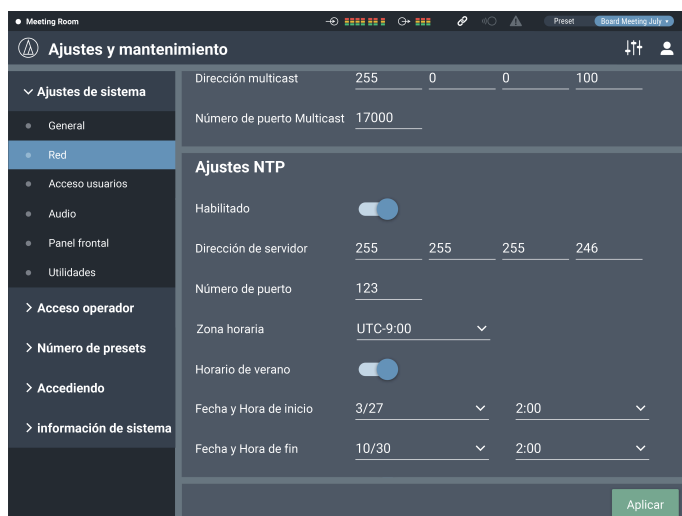 Meeting Room
Preset
Board Meeting July
Ajustes y mantenimiento
Ajustes de sistema
General
Red
Acceso usuarios
Audio
Panel frontal
Utilidades
Acceso operador
Número de presets
Accediendo
información de sistema
Dirección multicast 255 0 0 100
Número de puerto Multicast 17000
Ajustes NTP
Habilitado
Dirección de servidor 255 255 255 246
Número de puerto 123
Zona horaria UTC-9:00
Horario de verano
Fecha y Hora de inicio 3/27 2:00
Fecha y Hora de fin 10/30 2:00
Aplicar